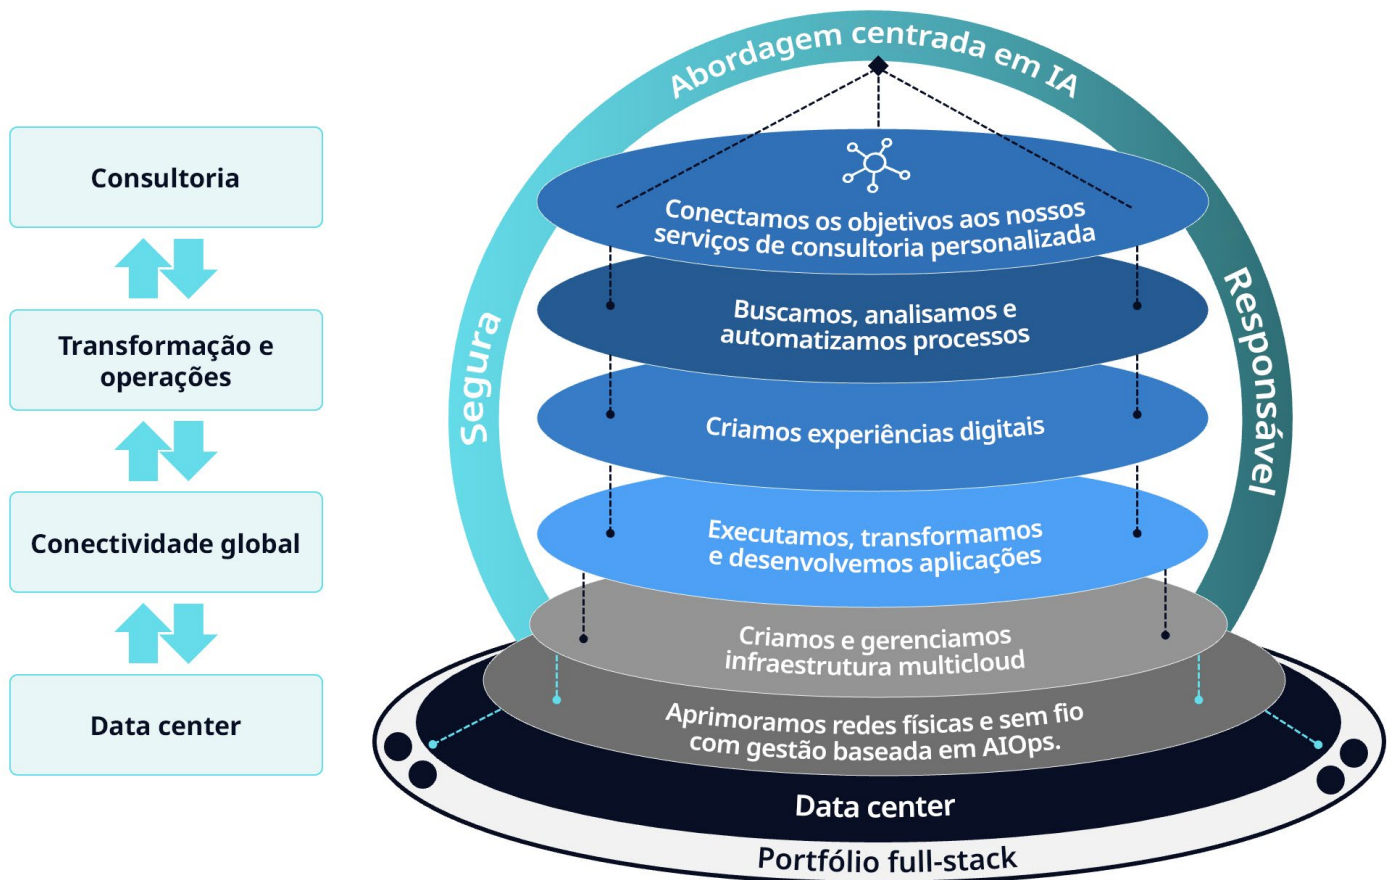 Consultoria
Transformação e
operações
Conectividade global
Data center
Abordagem centrada em IA
Segura
Responsável
Conectamos os objetivos aos nossos
serviços de consultoria personalizada
Buscamos, analisamos e
automatizamos processos
Criamos experiências digitais
Executamos, transformamos
e desenvolvemos aplicações
Criamos e gerenciamos
infraestrutura multicloud
Aprimoramos redes físicas e sem fio
com gestão baseada em AIOps.
Data center
Portfólio full-stack